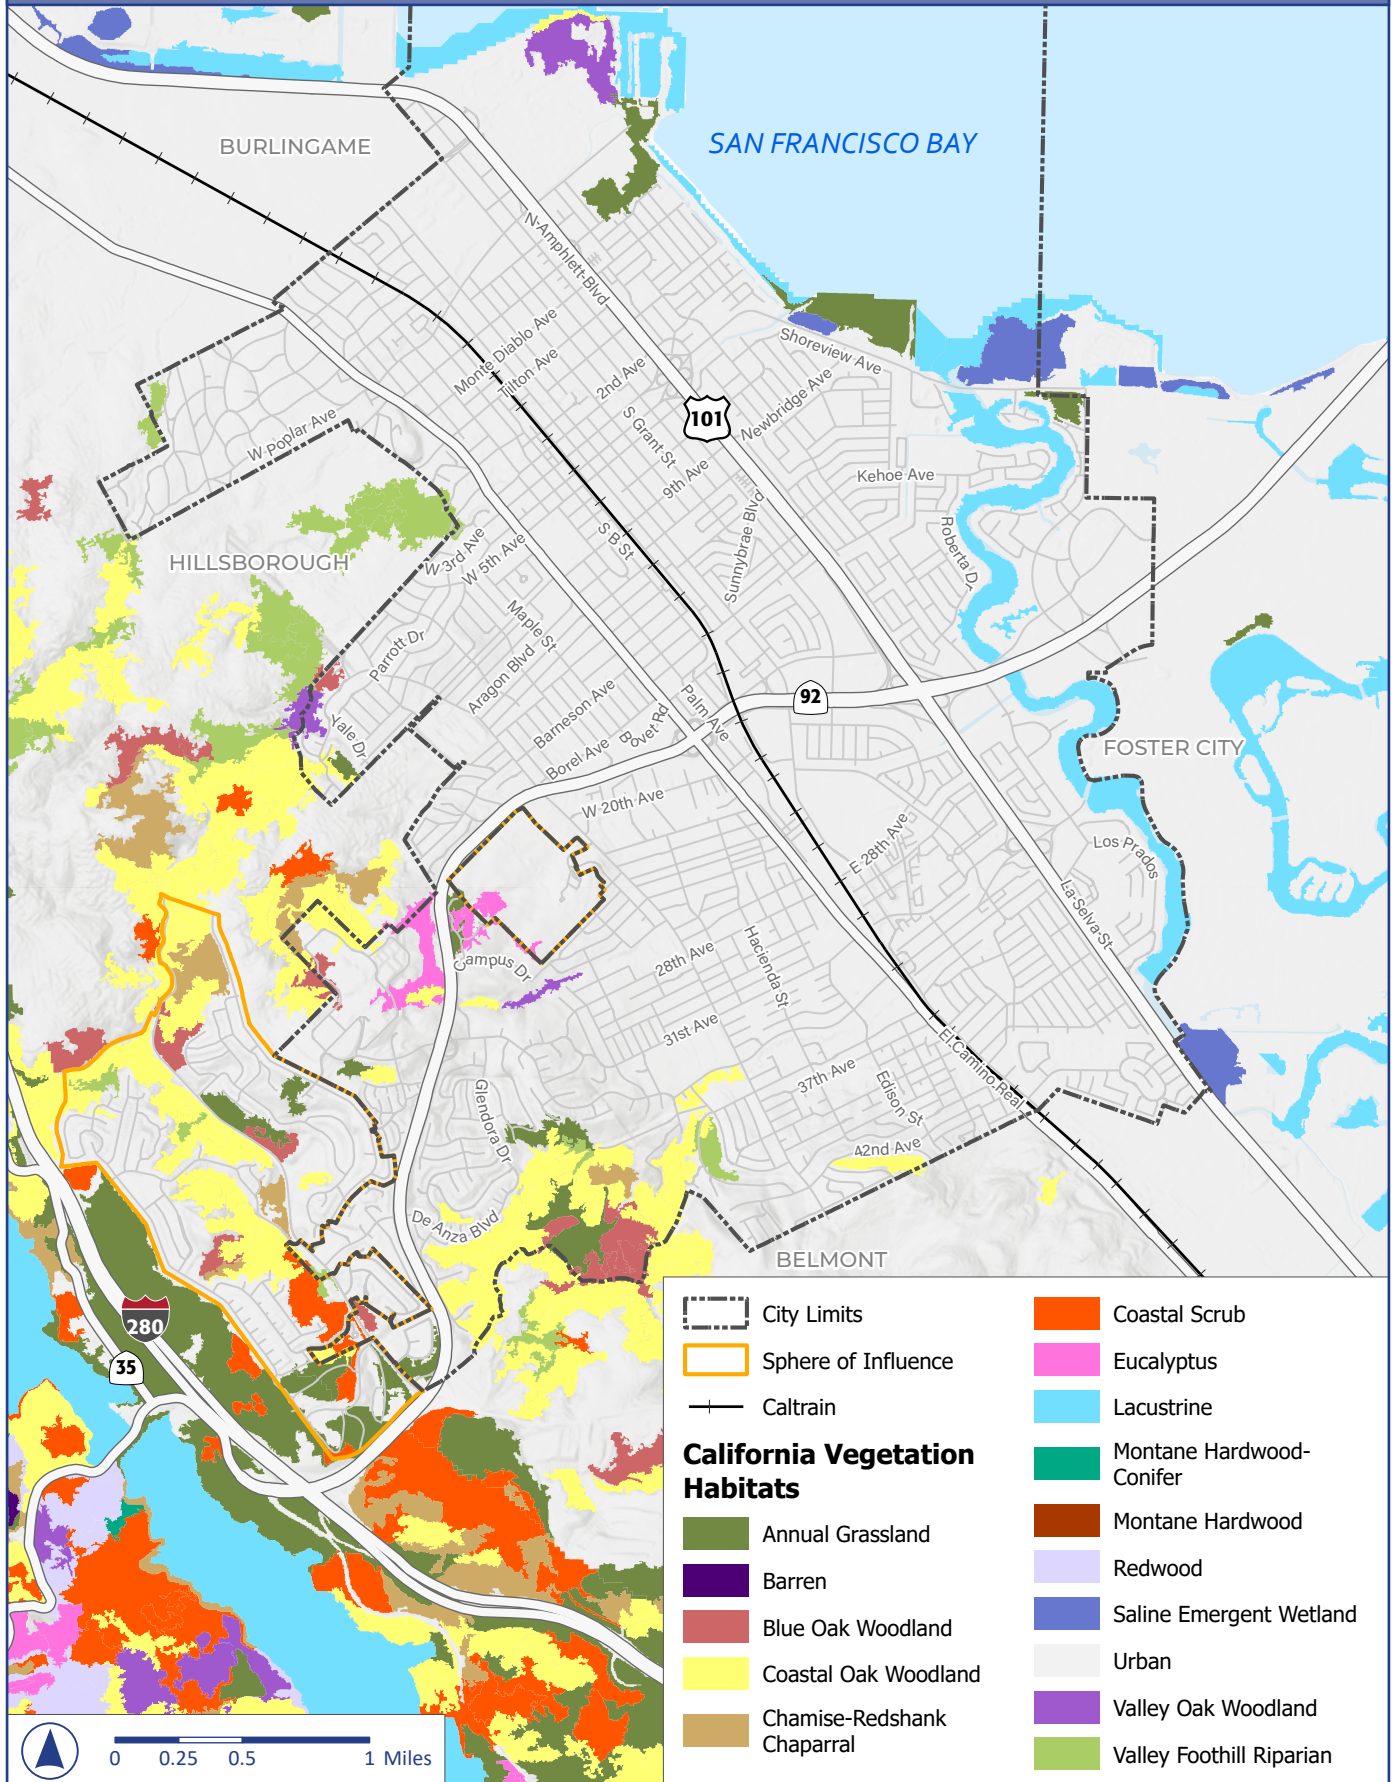 BURLINGAME
SAN FRANCISCO BAY
N-Amphlett-Blvd
Monte Diablo Ave
Tilton Ave
2nd Ave
Shoreview Ave
Newbridge Ave
S Grant St
101
W Poplar Ave
9th Ave
Kehoe Ave
Sunnybrae Blvd
S B St
Roberta Dr
HILLSBOROUGH
W 3rd Ave
W 5th Ave
Maple St
Parrott Dr
Aragon Blvd
Barneson Ave
Palm Ave
92
Yale Dr
Bovet Rd
Borel Ave
FOSTER CITY
W 20th Ave
E 28th Ave
Los Prados
La-Selva-St
Campus Dr
28th Ave
Hacienda St
31st Ave
El Camino Real
37th Ave
Edison St
Glendora Dr
42nd Ave
De Anza Blvd
BELMONT
280
35
City Limits
Sphere of Influence
Caltrain
California Vegetation
Habitats
Annual Grassland
Barren
Blue Oak Woodland
Coastal Oak Woodland
Chamise-Redshank
Chaparral
Coastal Scrub
Eucalyptus
Lacustrine
Montane Hardwood-
Conifer
Montane Hardwood
Redwood
Saline Emergent Wetland
Urban
Valley Oak Woodland
Valley Foothill Riparian
0 0.25 0.5 1 Miles